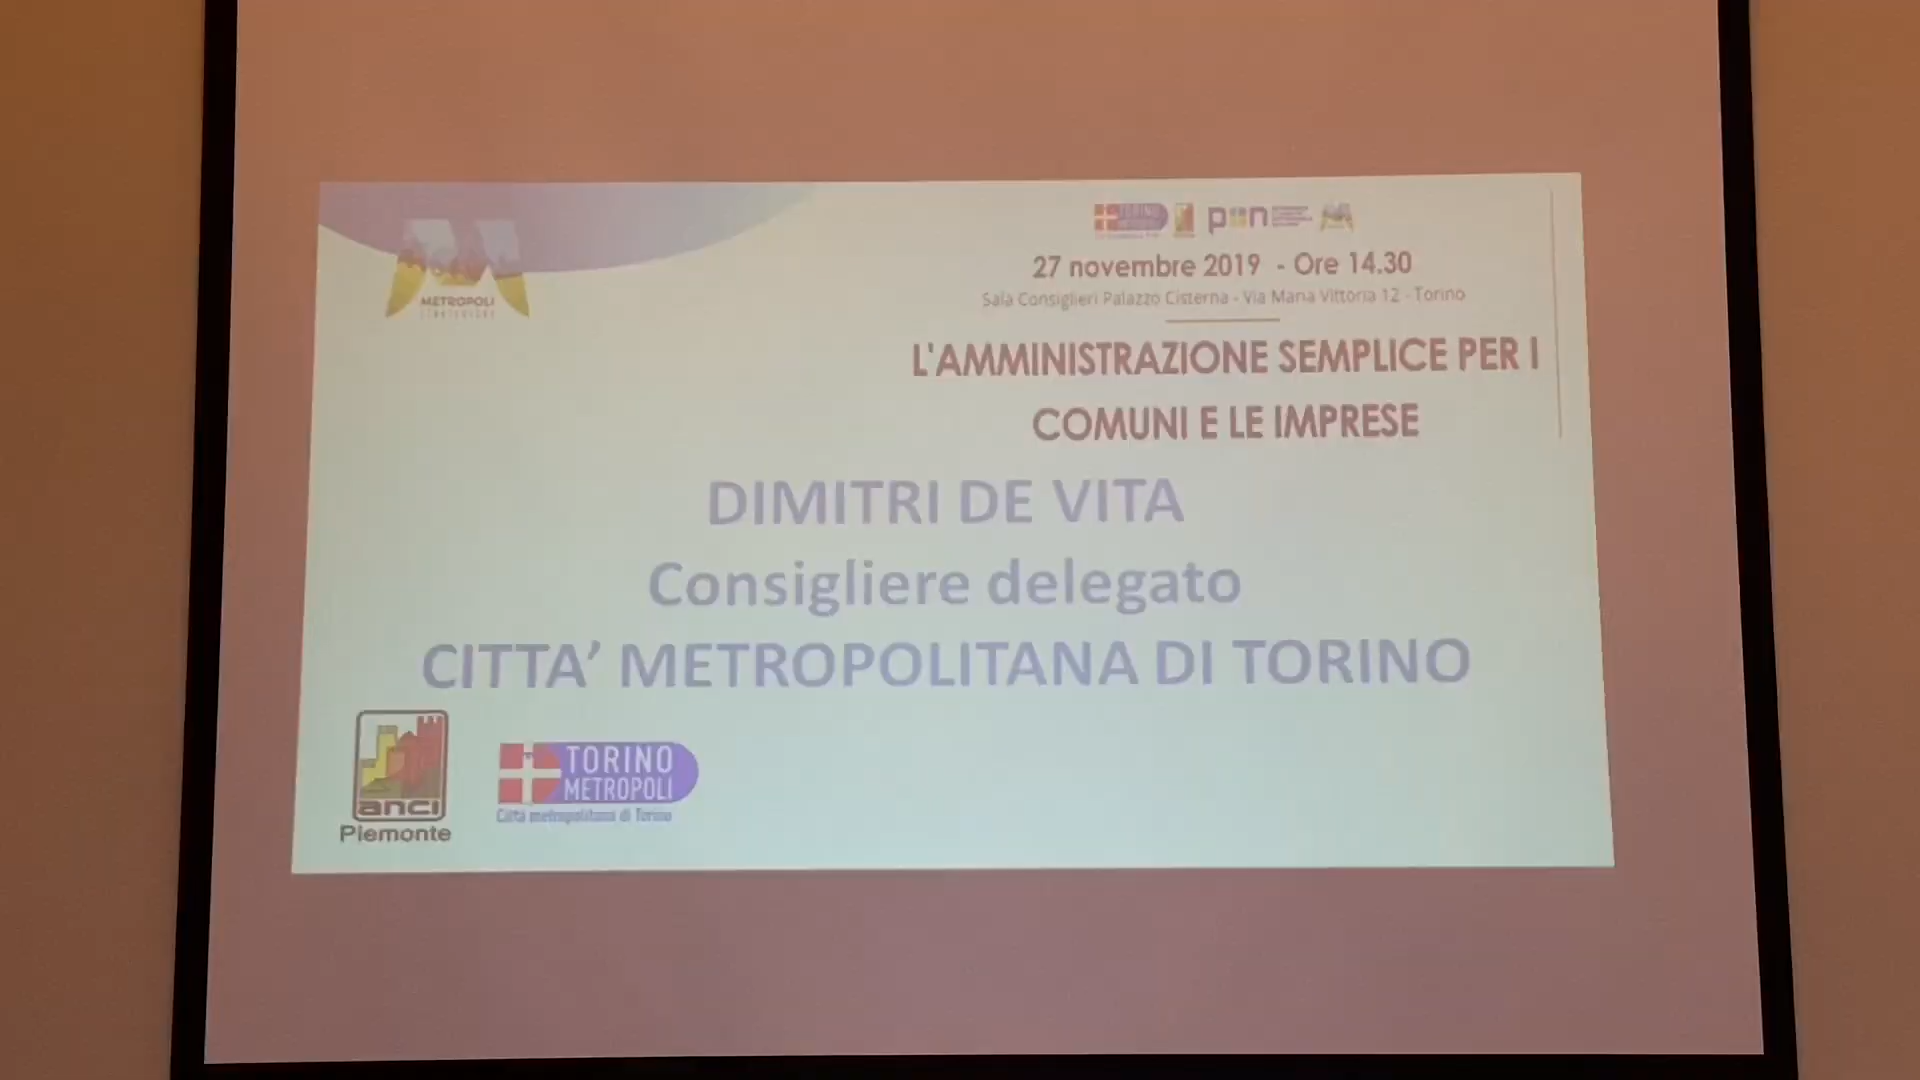 METROPOLI
TORINO
METROPOLI
pon
27 novembre 2019 - Ore 14.30
Sala Consiglieri Palazzo Cisterna - Via Maria Vittoria 12 - Torino
L'AMMINISTRAZIONE SEMPLICE PER I
COMUNI E LE IMPRESE
DIMITRI DE VITA
Consigliere delegato
CITTA' METROPOLITANA DI TORINO
anci
Piemonte
TORINO
METROPOLI
Città metropolitana di Torino